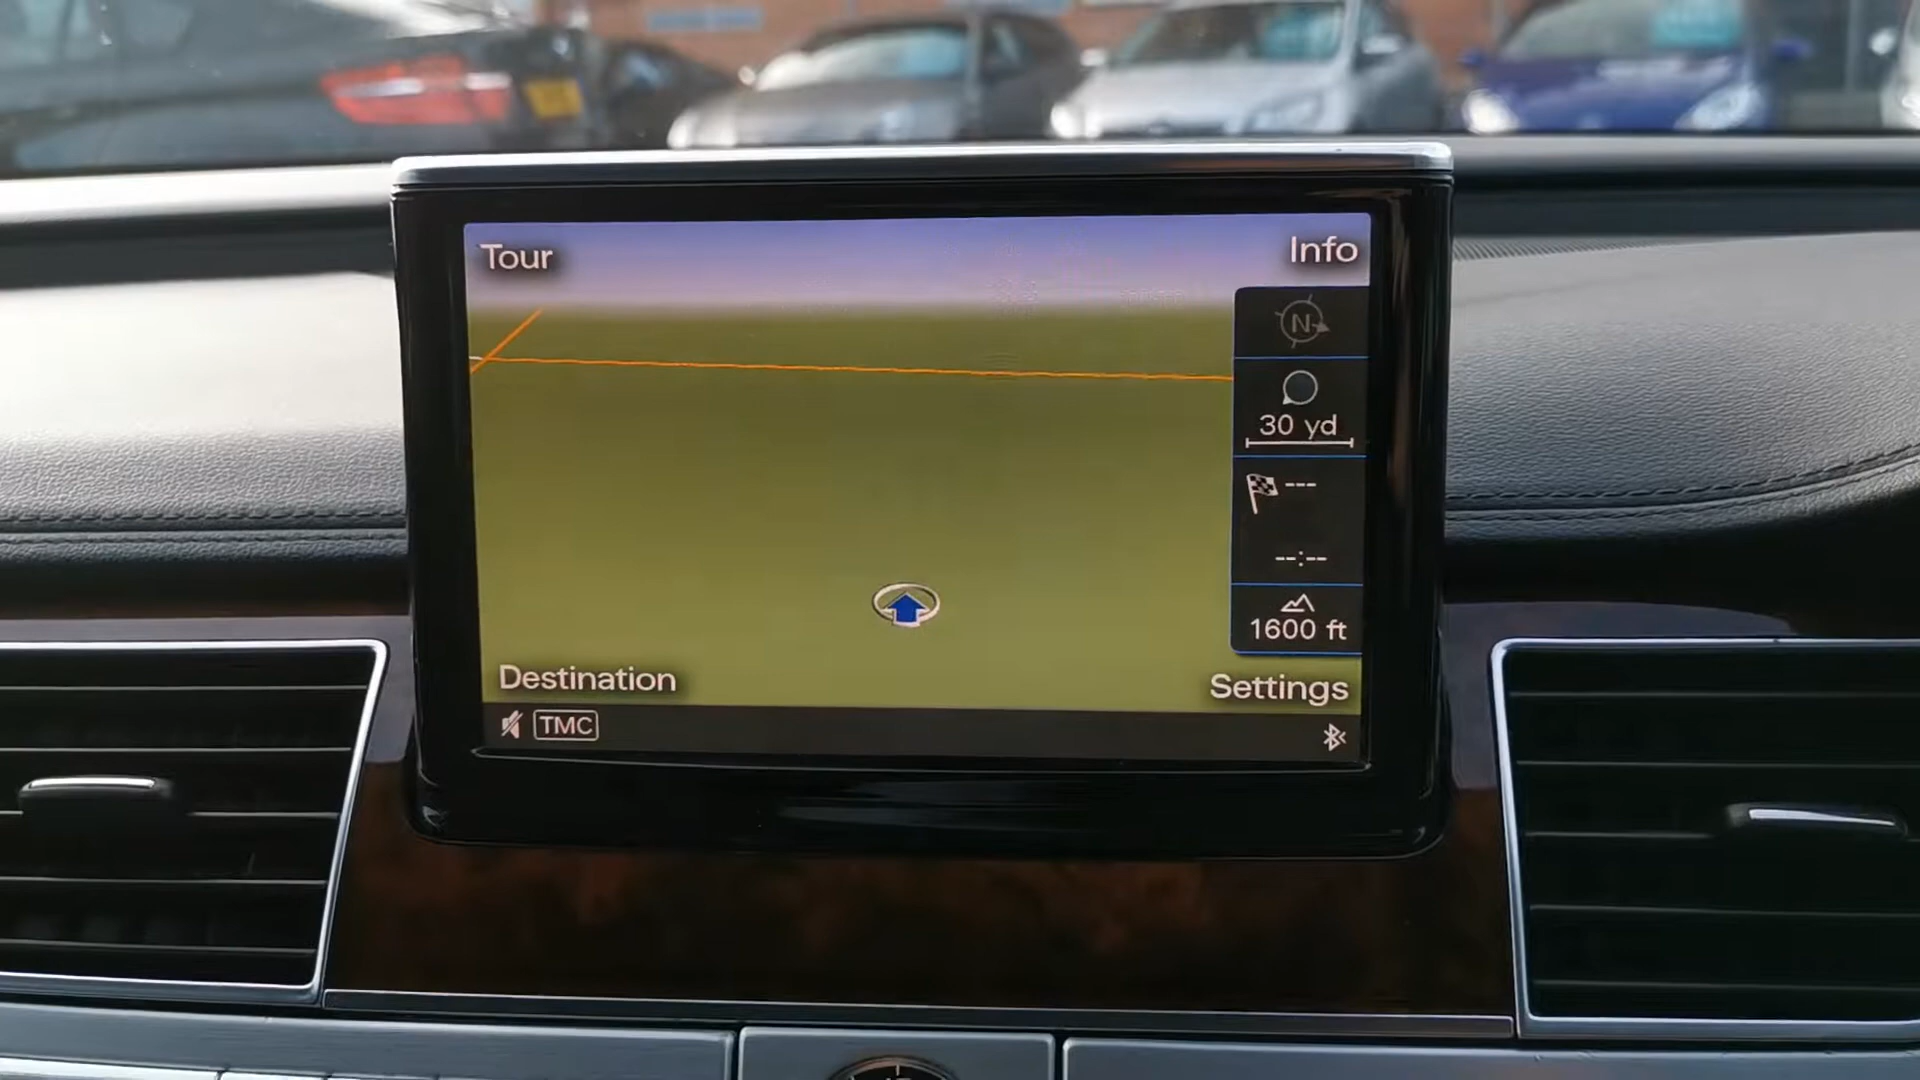 Tour
Info
N
30 yd
---
--:--
1600 ft
Destination
Settings
TMC